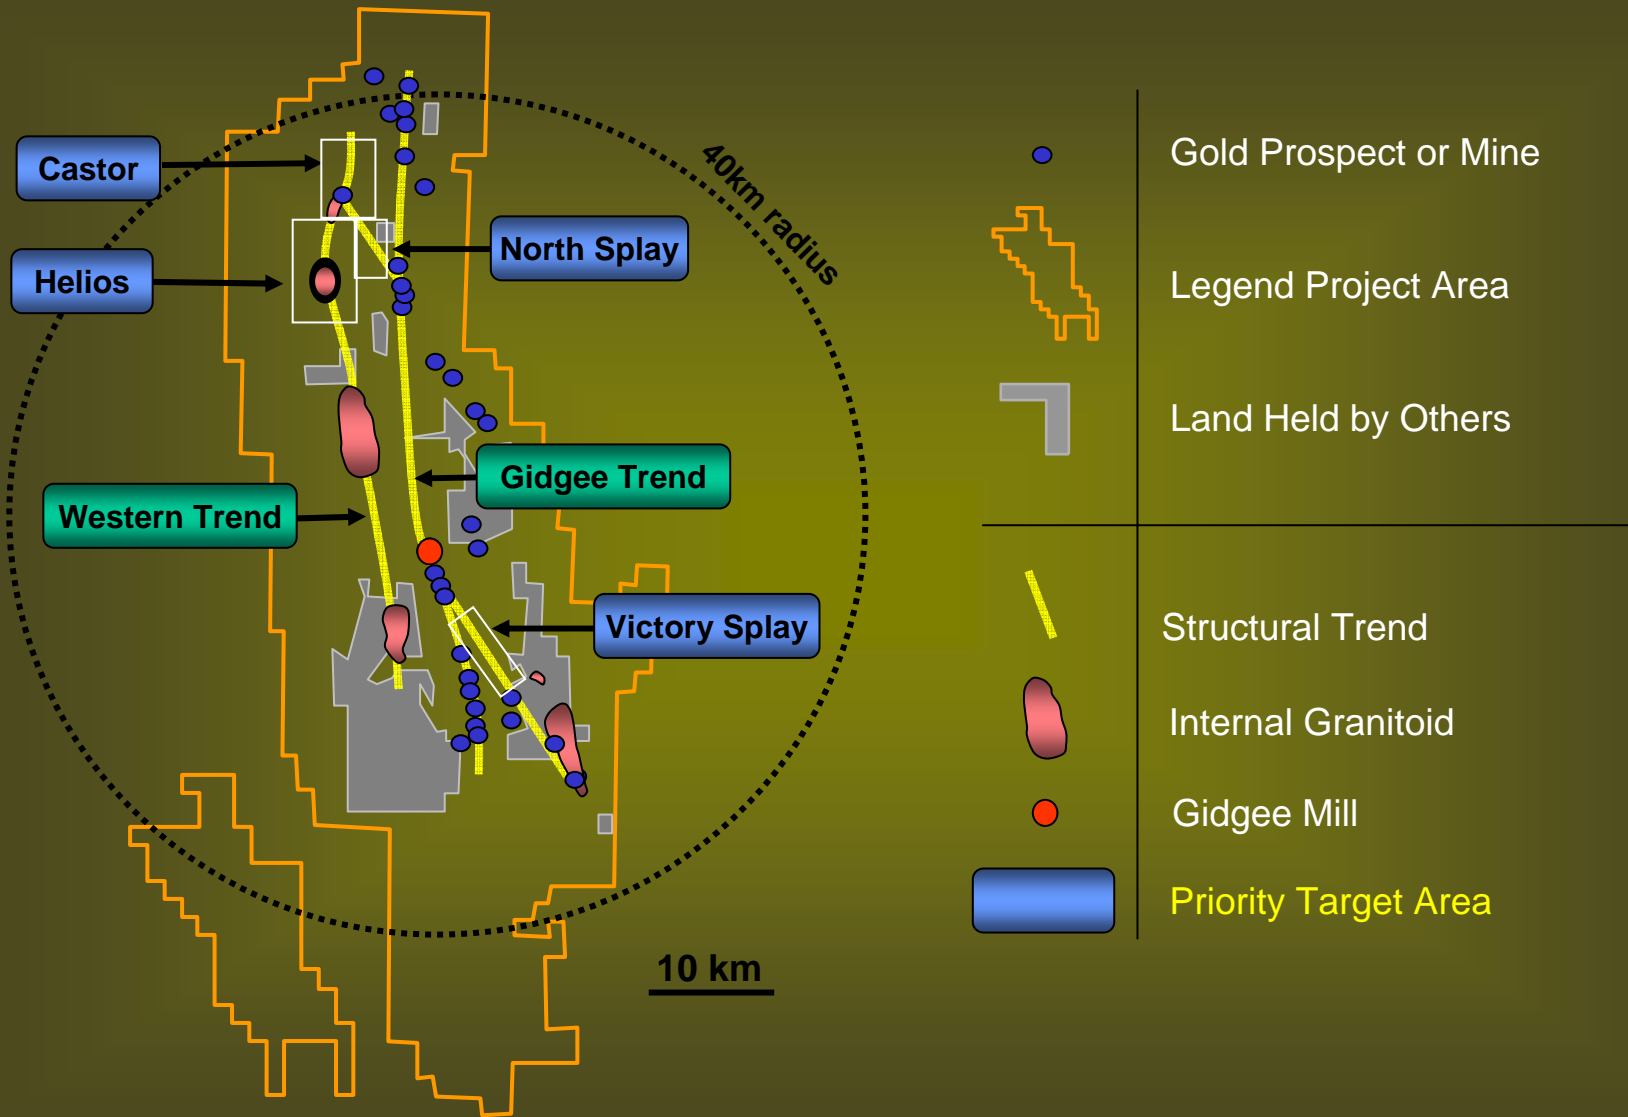 Castor
Helios
North Splay
40km radius
Gidgee Trend
Western Trend
Victory Splay
10 km
Gold Prospect or Mine
Legend Project Area
Land Held by Others
Structural Trend
Internal Granitoid
Gidgee Mill
Priority Target Area